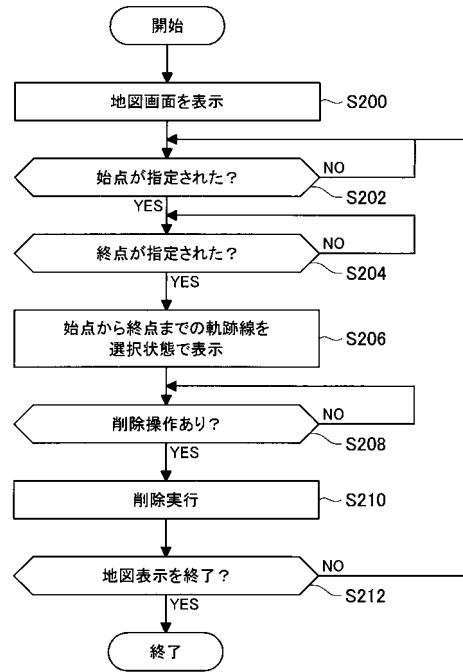 開始
地図画面を表示
S200
始点が指定された?
NO
S202
YES
終点が指定された?
NO
S204
YES
始点から終点までの軌跡線を
選択状態で表示
S206
削除操作あり?
NO
S208
YES
削除実行
S210
地図表示を終了?
NO
S212
YES
終了